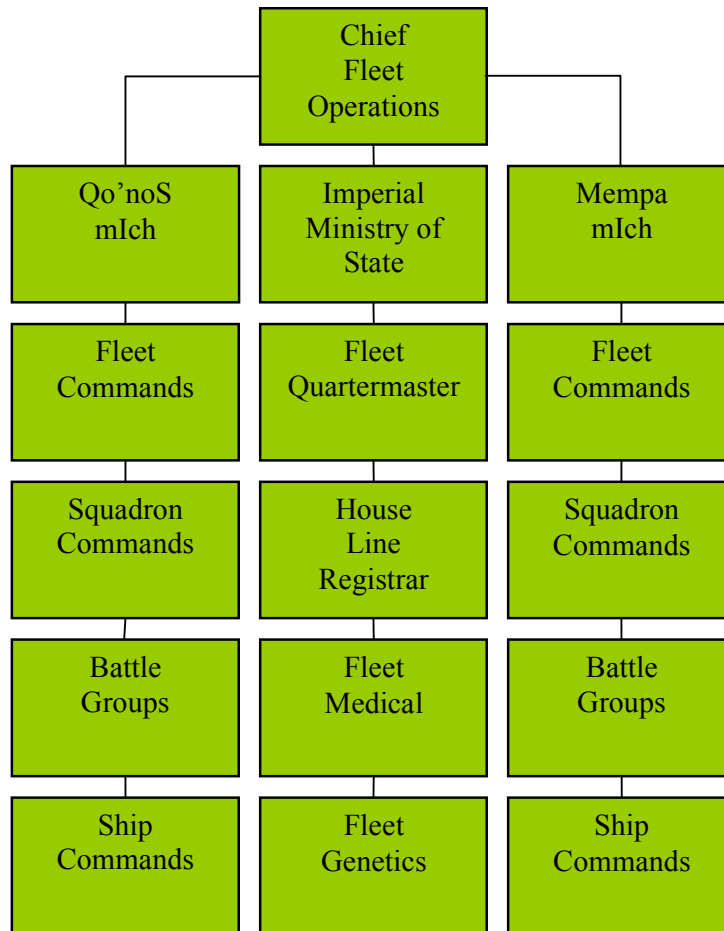 Chief
Fleet
Operations
Qo’noS
mIch
Imperial
Ministry of
State
Mempa
mIch
Fleet
Commands
Fleet
Quartermaster
Fleet
Commands
Squadron
Commands
House
Line
Registrar
Squadron
Commands
Battle
Groups
Fleet
Medical
Battle
Groups
Ship
Commands
Fleet
Genetics
Ship
Commands